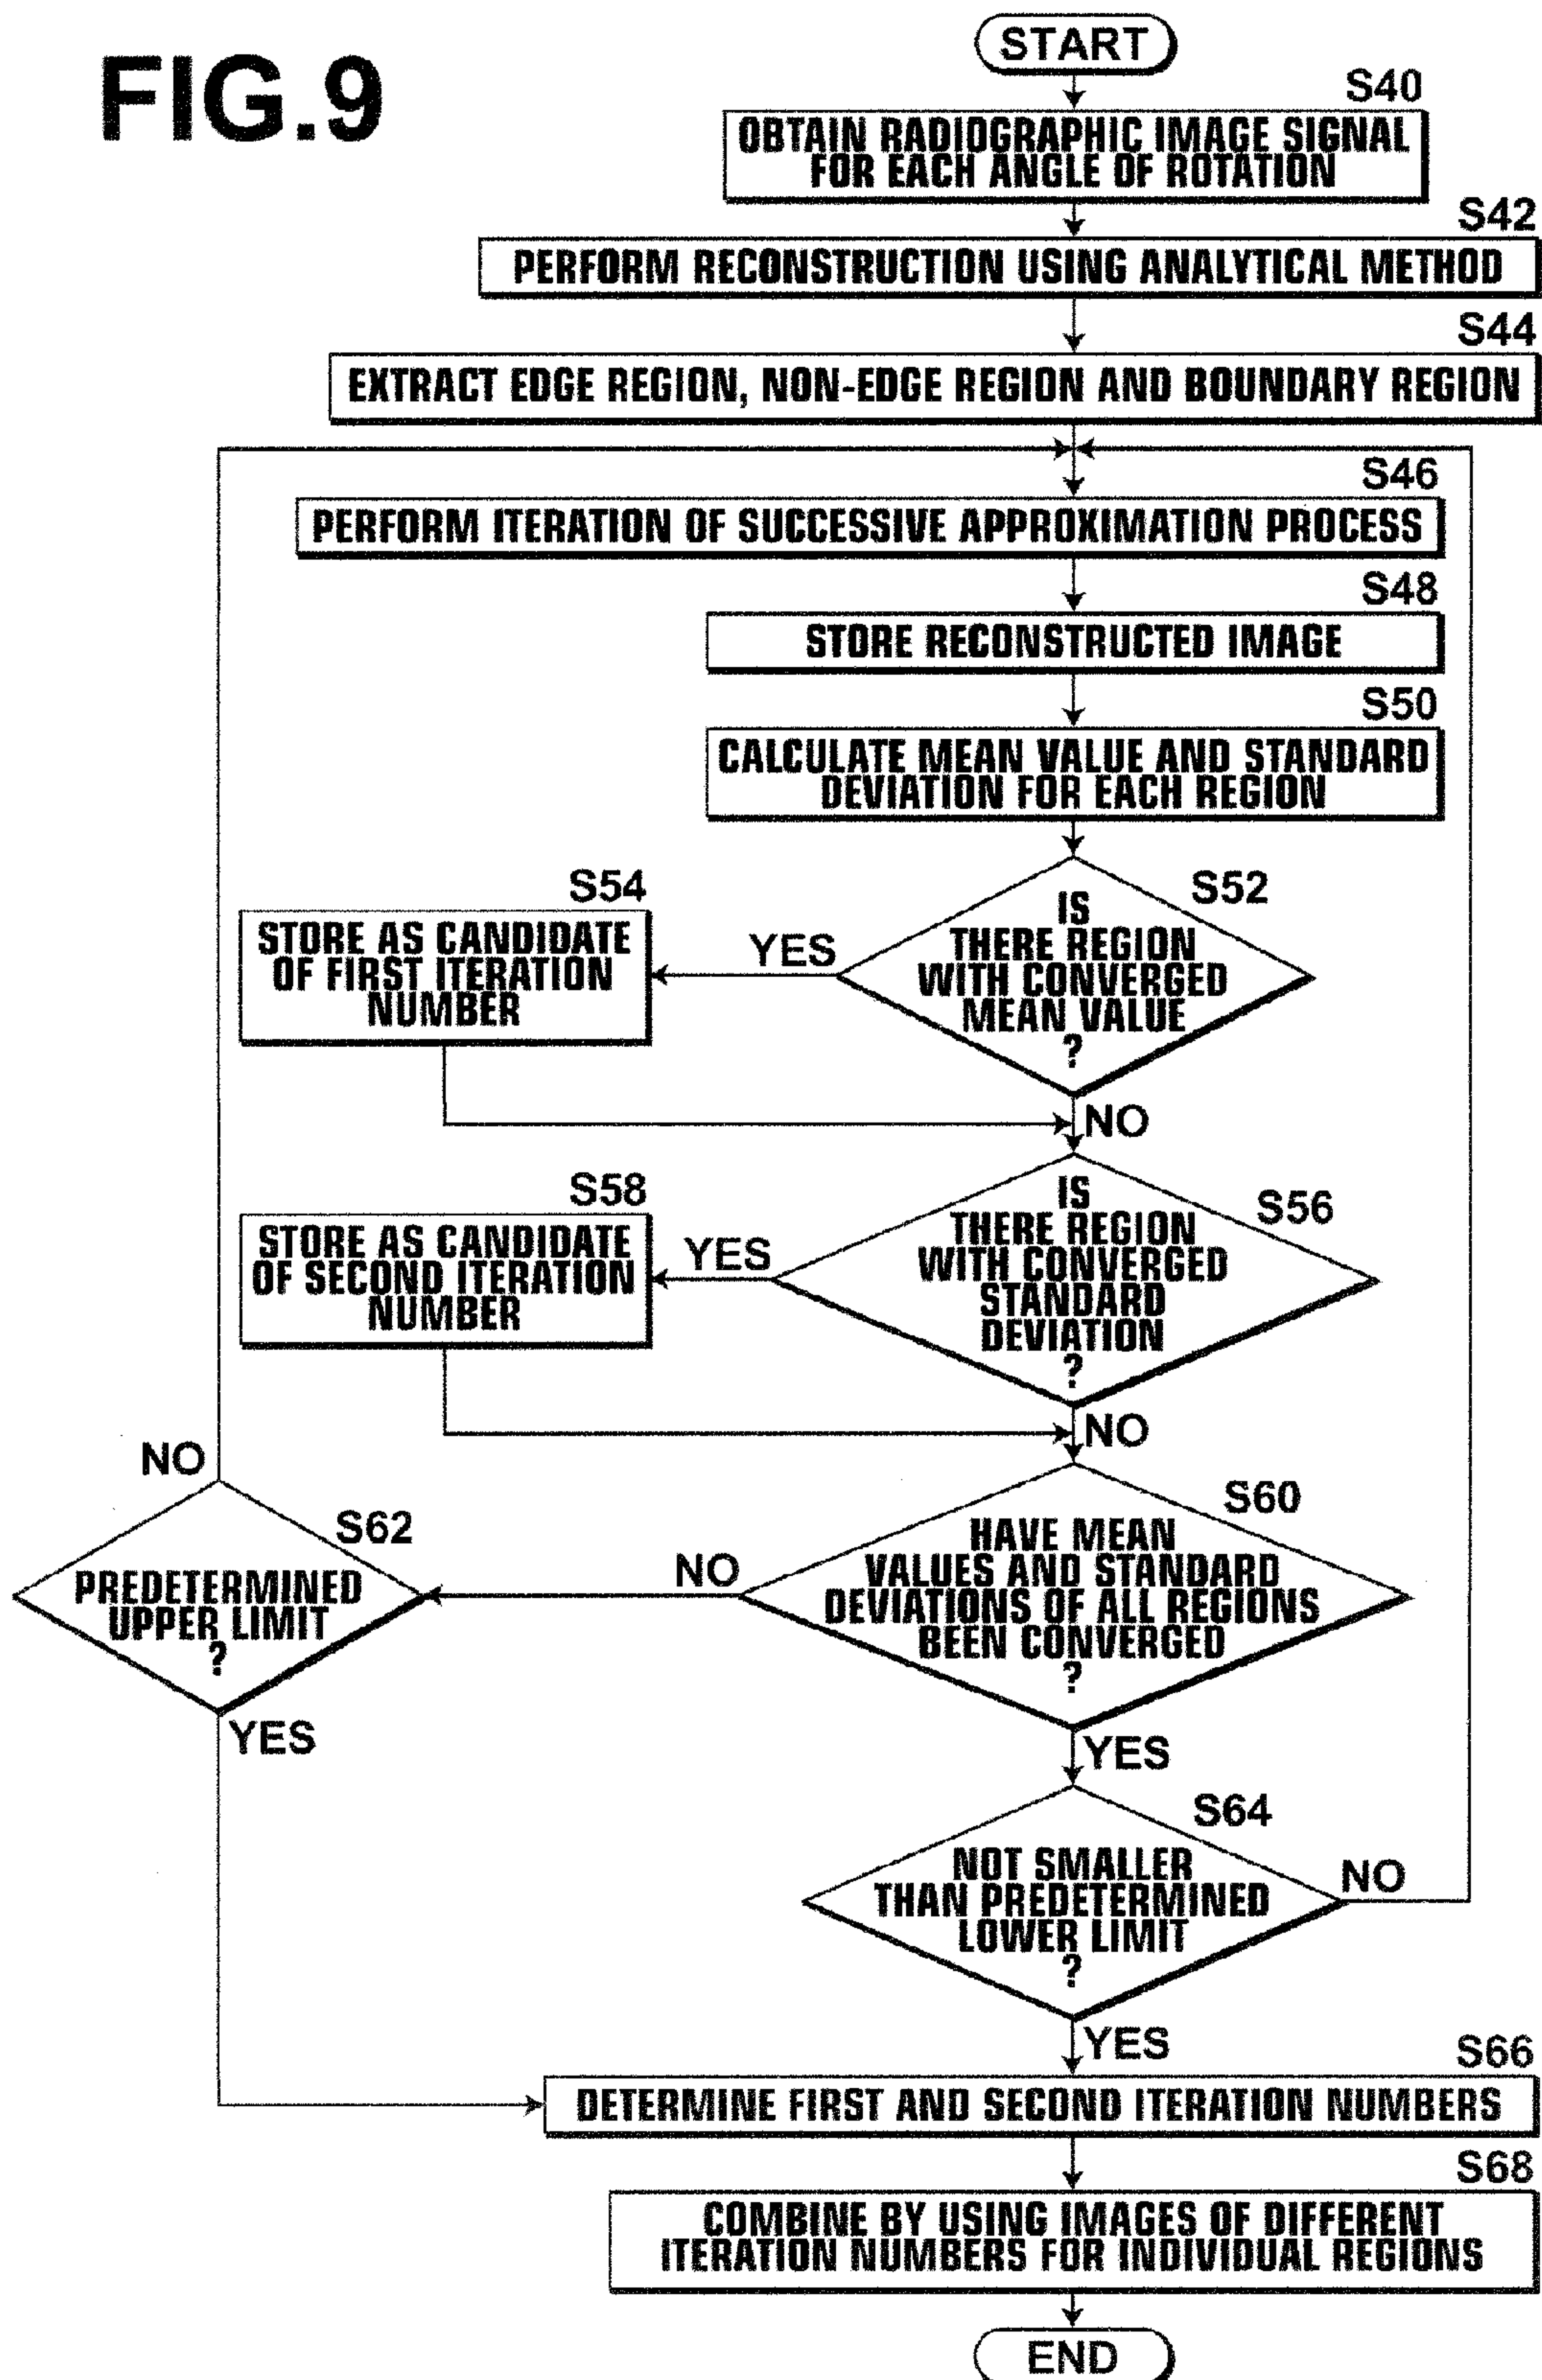 FIG.9
START
S40
OBTAIN RADIOGRAPHIC IMAGE SIGNAL
FOR EACH ANGLE OF ROTATION
S42
PERFORM RECONSTRUCTION USING ANALYTICAL METHOD
S44
EXTRACT EDGE REGION, NON-EDGE REGION AND BOUNDARY REGION
S46
PERFORM ITERATION OF SUCCESSIVE APPROXIMATION PROCESS
S48
STORE RECONSTRUCTED IMAGE
S50
CALCULATE MEAN VALUE AND STANDARD
DEVIATION FOR EACH REGION
S52
IS
THERE REGION
WITH CONVERGED
MEAN VALUE
?
YES
S54
STORE AS CANDIDATE
OF FIRST ITERATION
NUMBER
NO
S56
IS
THERE REGION
WITH CONVERGED
STANDARD
DEVIATION
?
YES
S58
STORE AS CANDIDATE
OF SECOND ITERATION
NUMBER
NO
S60
HAVE MEAN
VALUES AND STANDARD
DEVIATIONS OF ALL REGIONS
BEEN CONVERGED
?
NO
S62
PREDETERMINED
UPPER LIMIT
?
NO
YES
YES
S64
NOT SMALLER
THAN PREDETERMINED
LOWER LIMIT
?
NO
YES
S66
DETERMINE FIRST AND SECOND ITERATION NUMBERS
S68
COMBINE BY USING IMAGES OF DIFFERENT
ITERATION NUMBERS FOR INDIVIDUAL REGIONS
END